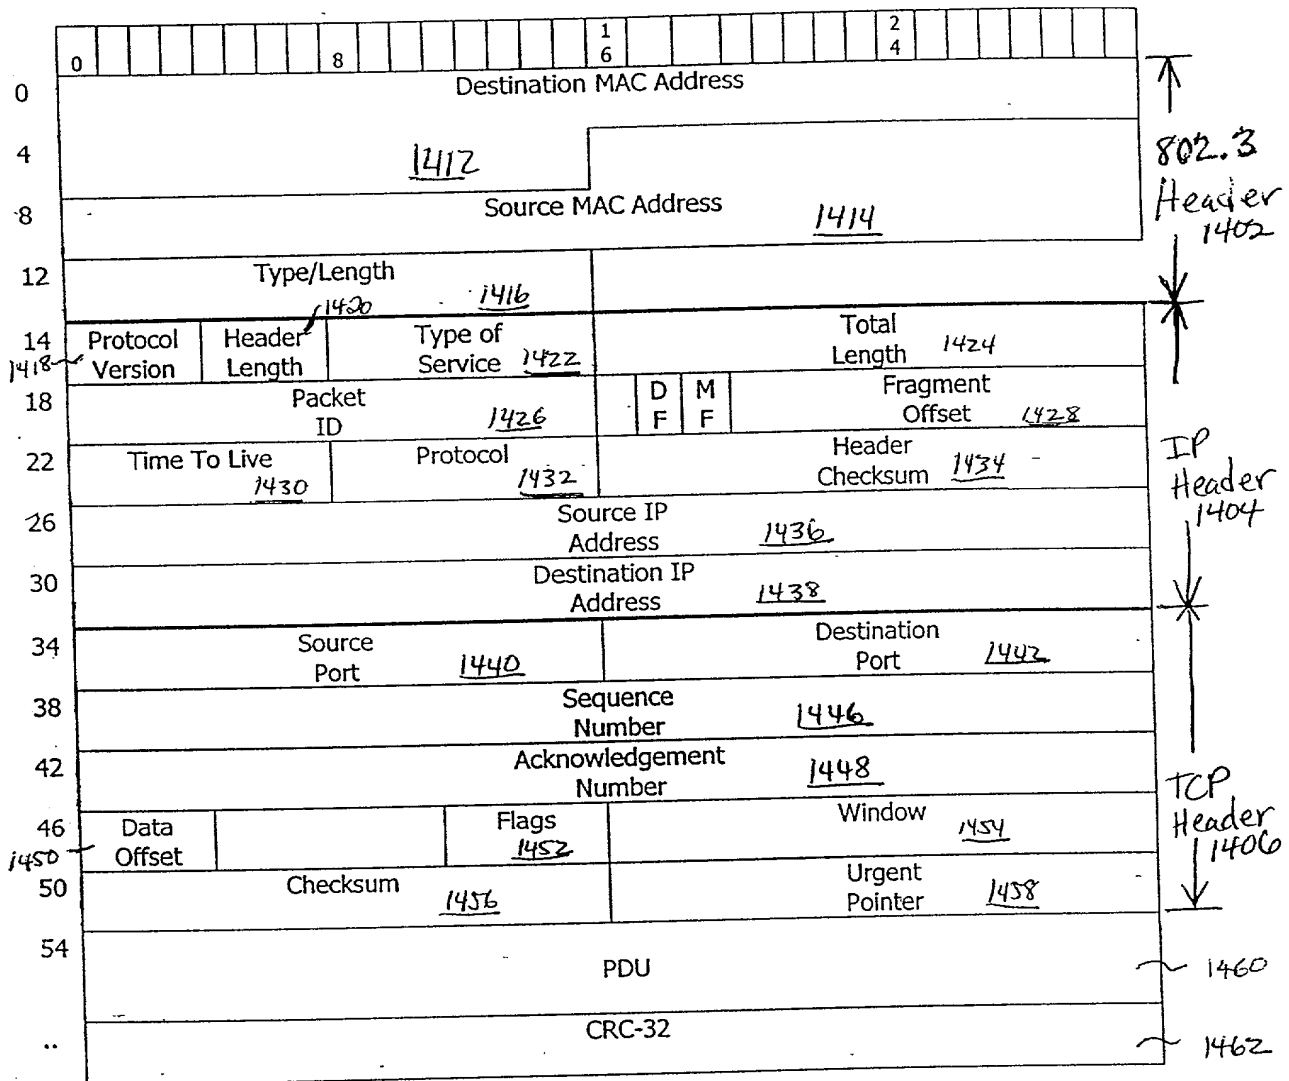 0 8 16 24
0 Destination MAC Address
4 1412
802.3
8 Source MAC Address 1414
Header
1402
12 Type/Length 1416
1420
14 Protocol Header Type of Total
1418 Version Length Service 1422 Length 1424
18 Packet D M Fragment
ID 1426 F F Offset 1428
22 Time To Live Protocol Header
1430 1432 Checksum 1434
IP
Header
1404
26 Source IP
Address 1436
30 Destination IP
Address 1438
34 Source Destination
Port 1440 Port 1442
38 Sequence
Number 1446
42 Acknowledgement
Number 1448
TCP
Header
1406
46 Data Flags Window
1450 Offset 1452 1454
50 Checksum Urgent
1456 Pointer 1458
54
PDU 1460
.. CRC-32 1462